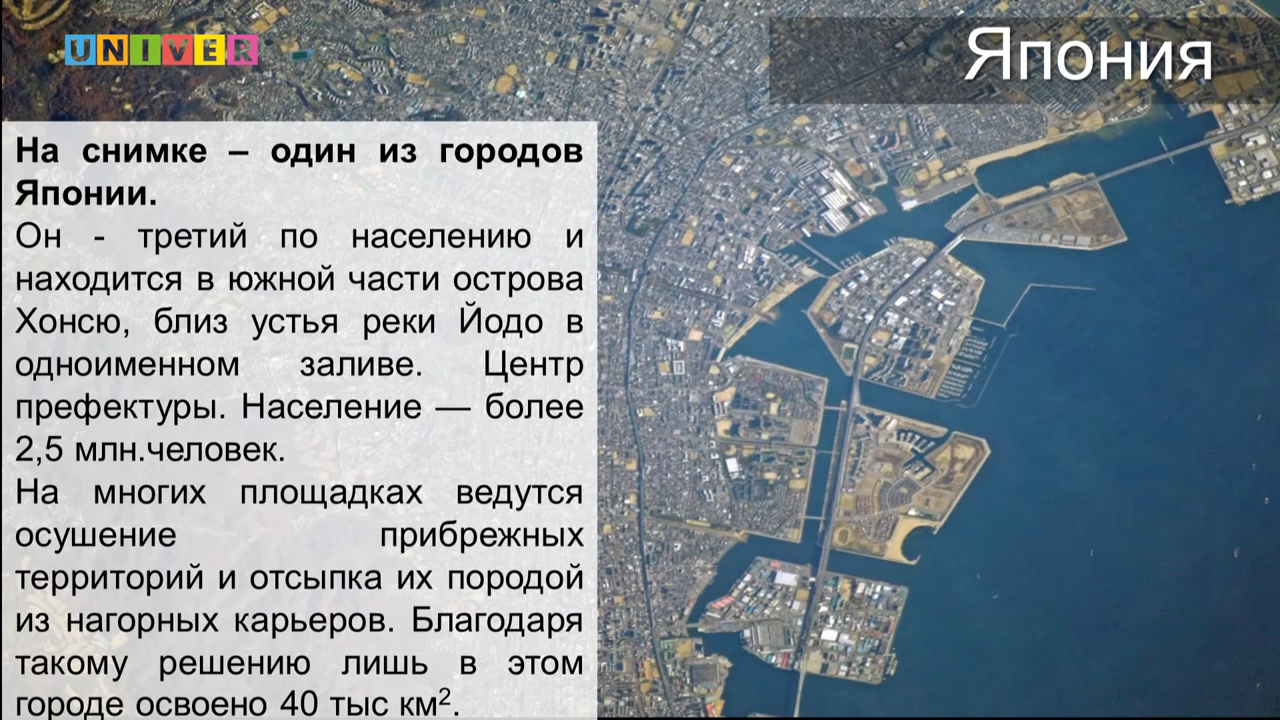 UNIVER
Япония
На снимке – один из городов
Японии.
Он - третий по населению и
находится в южной части острова
Хонсю, близ устья реки Йодо в
одноименном заливе. Центр
префектуры. Население — более
2,5 млн.человек.
На многих площадках ведутся
осушение прибрежных
территорий и отсыпка их породой
из нагорных карьеров. Благодаря
такому решению лишь в этом
городе освоено 40 тыс км².